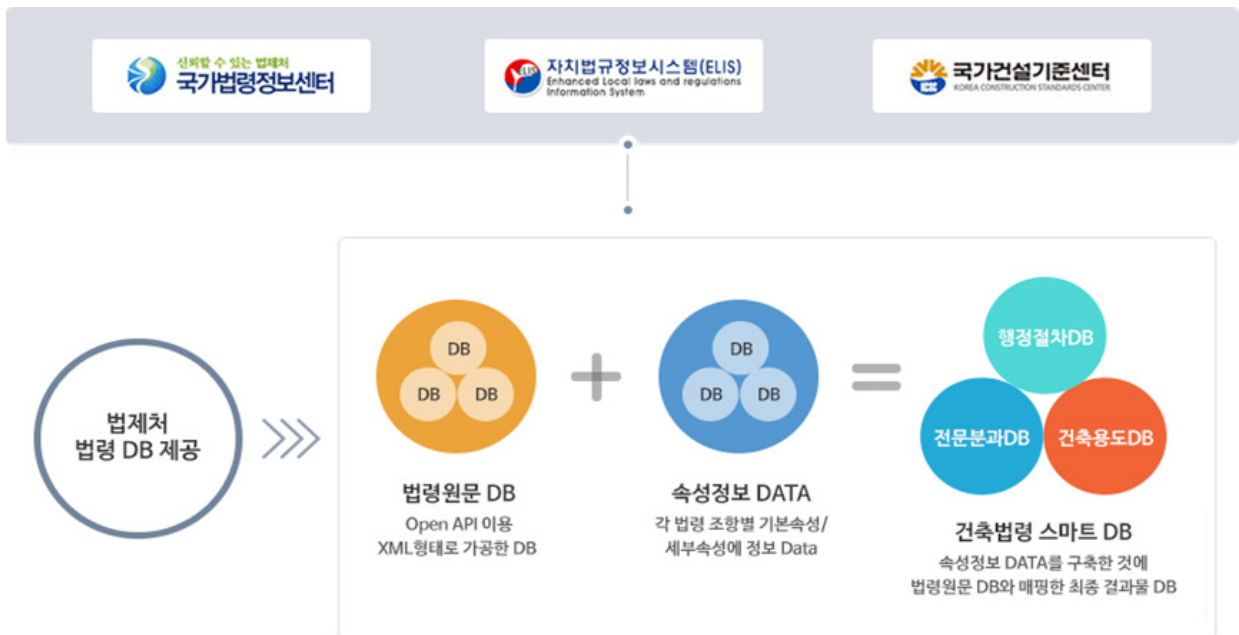 신뢰할 수 있는 법제처
국가법령정보센터
ELIS
자치법규정보시스템(ELIS)
Enhanced Local laws and regulations
Information System
국가건설기준센터
KOREA CONSTRUCTION STANDARDS CENTER
법제처
법령 DB 제공
DB
DB
DB
법령원문 DB
Open API 이용
XML형태로 가공한 DB
DB
DB
DB
속성정보 DATA
각 법령 조항별 기본속성/
세부속성에 정보 Data
행정절차DB
전문분과DB
건축용도DB
건축법령 스마트 DB
속성정보 DATA를 구축한 것에
법령원문 DB와 매핑한 최종 결과물 DB